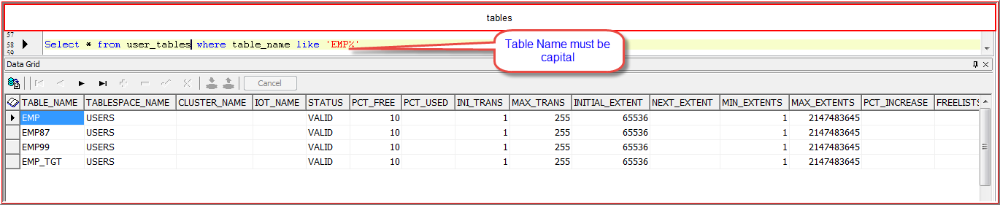 tables
57
58 Select * from user_tables where table_name like 'EMP%'
59
Table Name must be
capital
Data Grid
Cancel
TABLE_NAME TABLESPACE_NAME CLUSTER_NAME IOT_NAME STATUS PCT_FREE PCT_USED INI_TRANS MAX_TRANS INITIAL_EXTENT NEXT_EXTENT MIN_EXTENTS MAX_EXTENTS PCT_INCREASE FREELISTS
EMP USERS VALID 10 1 255 65536 1 2147483645
EMP87 USERS VALID 10 1 255 65536 1 2147483645
EMP99 USERS VALID 10 1 255 65536 1 2147483645
EMP_TGT USERS VALID 10 1 255 65536 1 2147483645